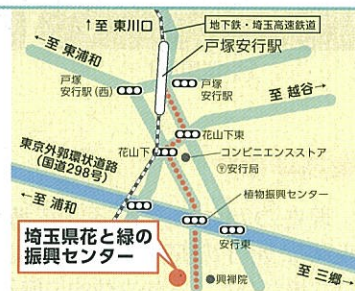 ↑至 東川口
地下鉄・埼玉高速鉄道
戸塚安行駅
←至 東浦和
戸塚
安行駅(西)
戸塚
安行駅
至 越谷→
花山下東
東京外郭環状道路
(国道298号)
花山下
コンビニエンスストア
〒安行局
←至 浦和
植物振興センター
埼玉県花と緑の
振興センター
安行東
興禅院
至 三郷→